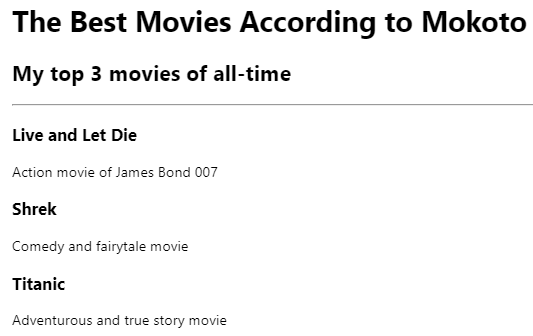 The Best Movies According to Mokoto
My top 3 movies of all-time
Live and Let Die
Action movie of James Bond 007
Shrek
Comedy and fairytale movie
Titanic
Adventurous and true story movie